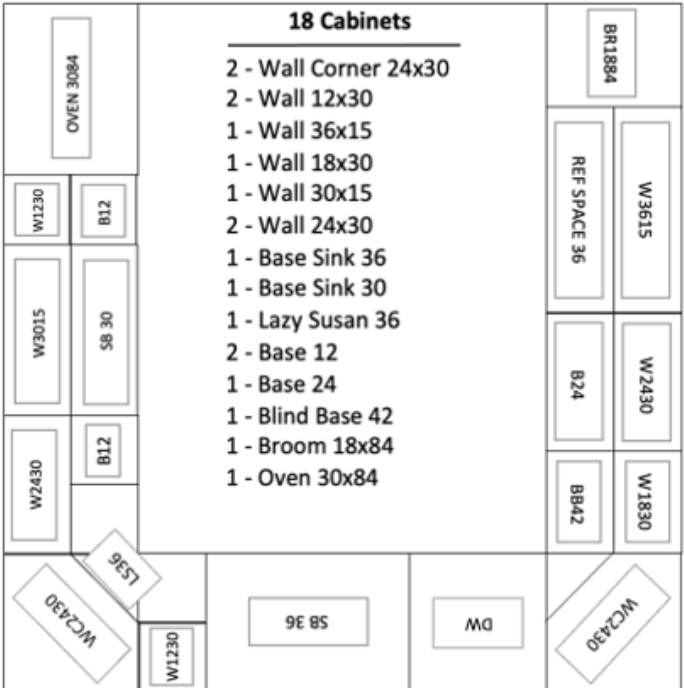 18 Cabinets
2 - Wall Corner 24x30
2 - Wall 12x30
1 - Wall 36x15
1 - Wall 18x30
1 - Wall 30x15
2 - Wall 24x30
1 - Base Sink 36
1 - Base Sink 30
1 - Lazy Susan 36
2 - Base 12
1 - Base 24
1 - Blind Base 42
1 - Broom 18x84
1 - Oven 30x84
OVEN 3084
W1230
B12
W3015
SB 30
W2430
B12
LS36
WC2430
W1230
SB 36
DW
WC2430
BR1884
REF SPACE 36
W3615
B24
W2430
BB42
W1830